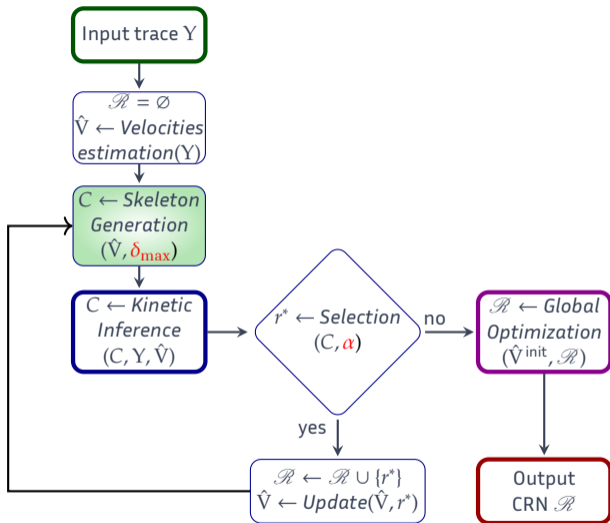 Input trace Y
ℛ = ∅
V̂ ← Velocities
estimation(Y)
C ← Skeleton
Generation
(V̂, δmax)
C ← Kinetic
Inference
(C, Y, V̂)
r* ← Selection
(C, α)
no
ℛ ← Global
Optimization
(V̂ init, ℛ)
yes
ℛ ← ℛ ∪ {r*}
V̂ ← Update(V̂, r*)
Output
CRN ℛ